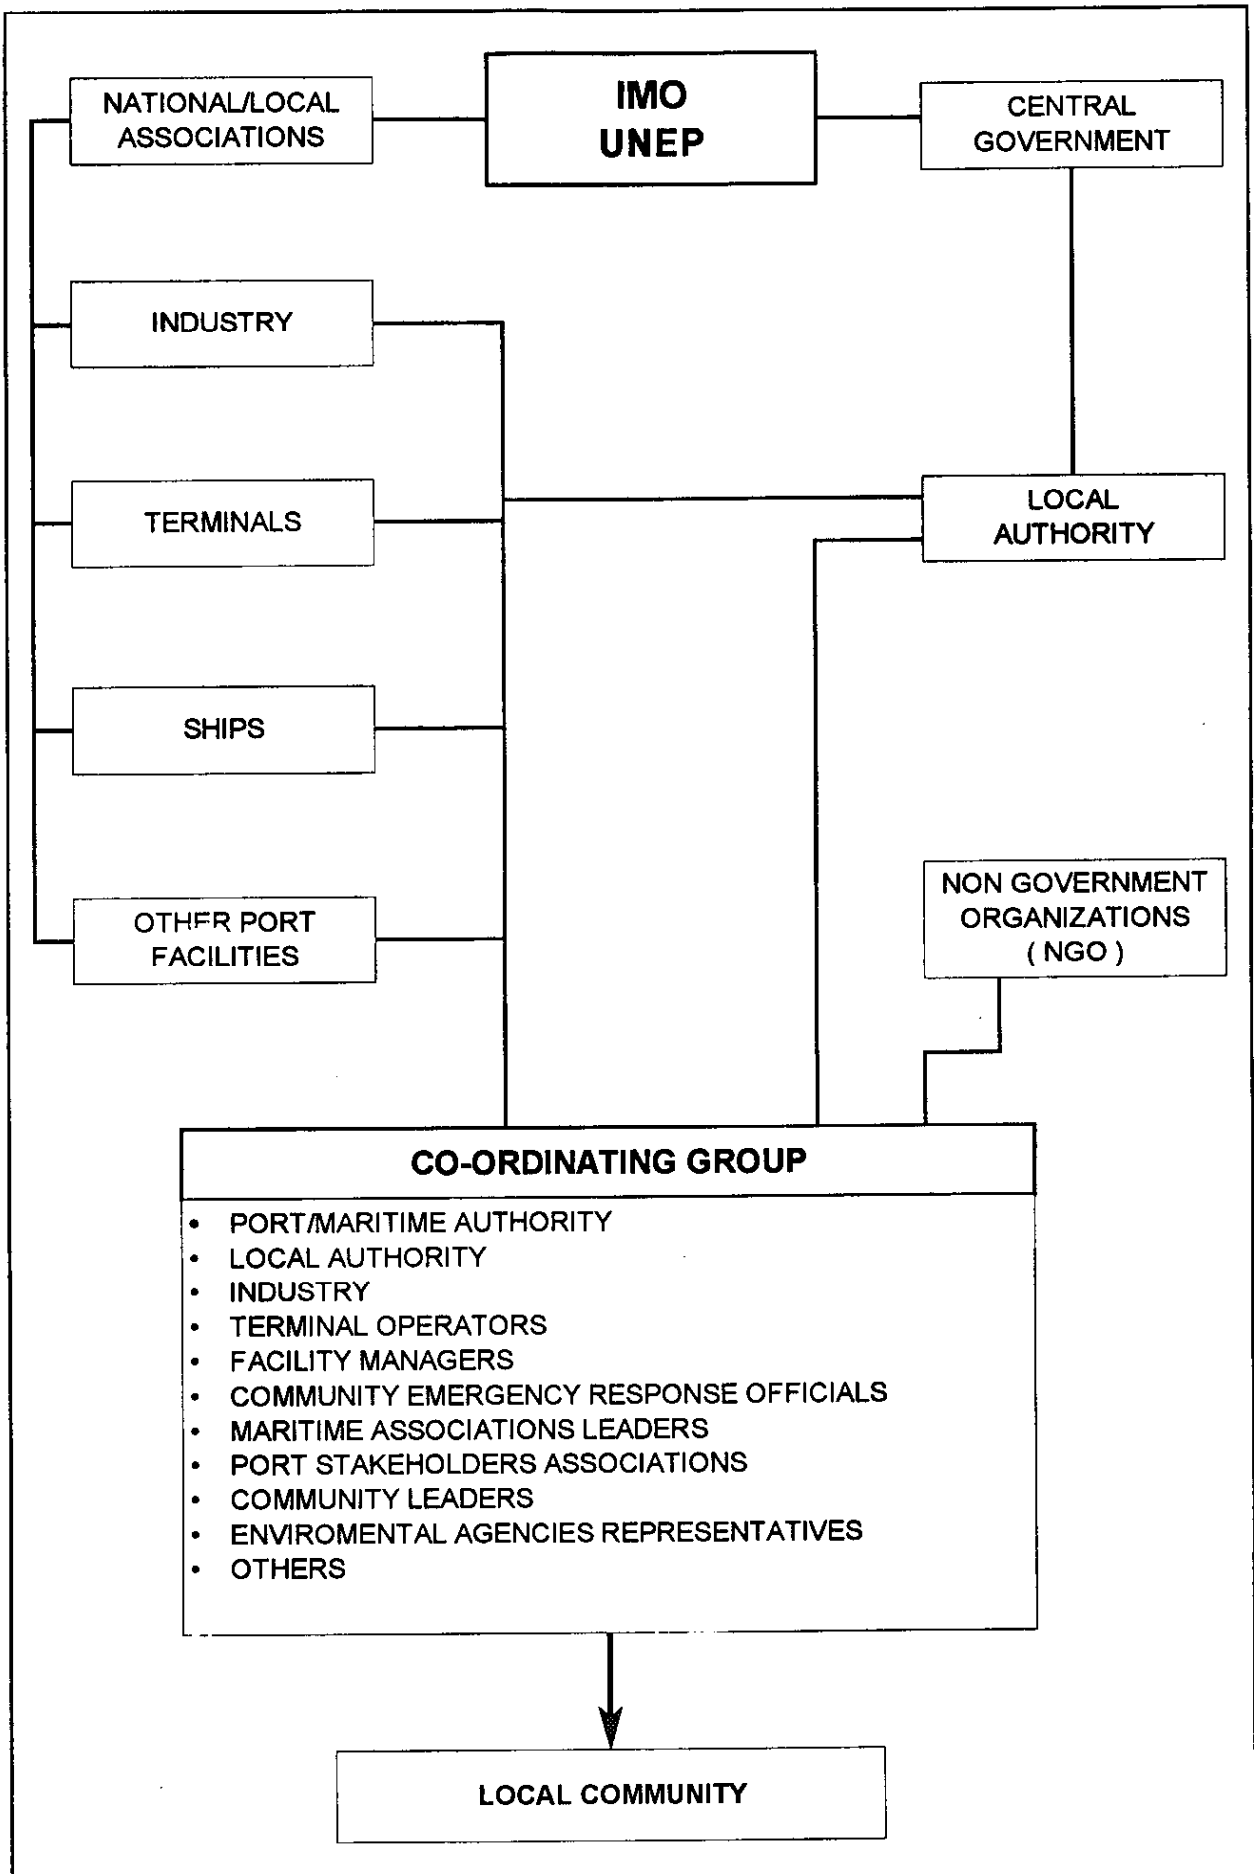 NATIONAL/LOCAL
ASSOCIATIONS
IMO
UNEP
CENTRAL
GOVERNMENT
INDUSTRY
TERMINALS
LOCAL
AUTHORITY
SHIPS
OTHER PORT
FACILITIES
NON GOVERNMENT
ORGANIZATIONS
( NGO )
CO-ORDINATING GROUP
• PORT/MARITIME AUTHORITY
• LOCAL AUTHORITY
• INDUSTRY
• TERMINAL OPERATORS
• FACILITY MANAGERS
• COMMUNITY EMERGENCY RESPONSE OFFICIALS
• MARITIME ASSOCIATIONS LEADERS
• PORT STAKEHOLDERS ASSOCIATIONS
• COMMUNITY LEADERS
• ENVIROMENTAL AGENCIES REPRESENTATIVES
• OTHERS
LOCAL COMMUNITY